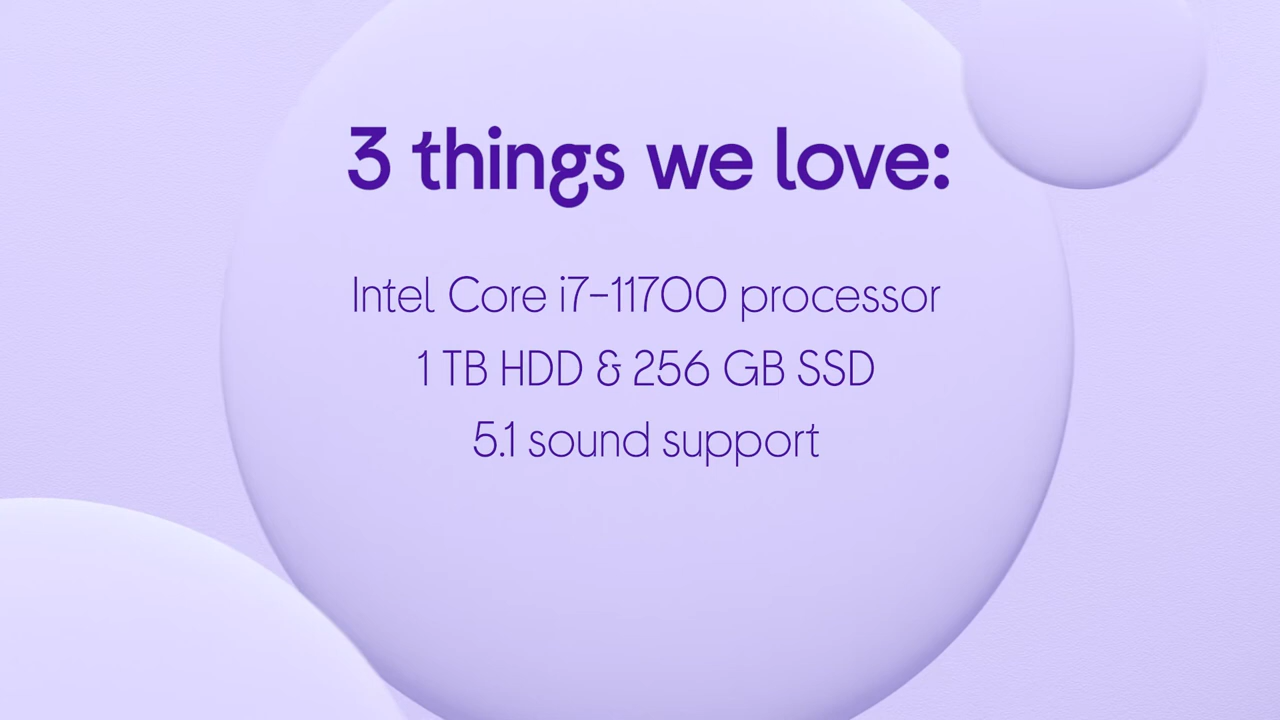 3 things we love:
Intel Core i7-11700 processor
1 TB HDD & 256 GB SSD
5.1 sound support